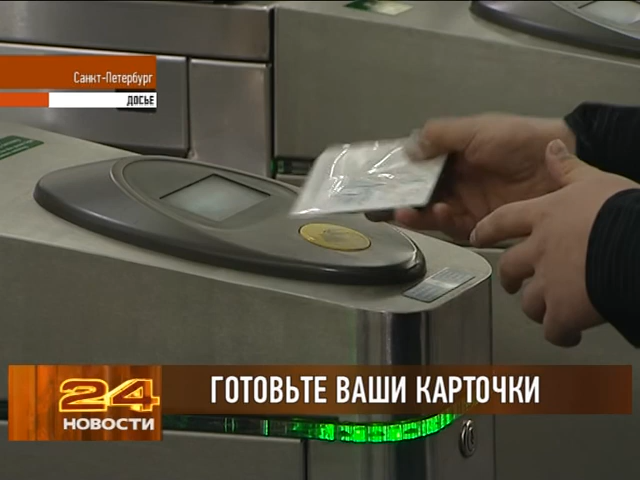 Санкт-Петербург
ДОСЬЕ
24
НОВОСТИ
ГОТОВЬТЕ ВАШИ КАРТОЧКИ